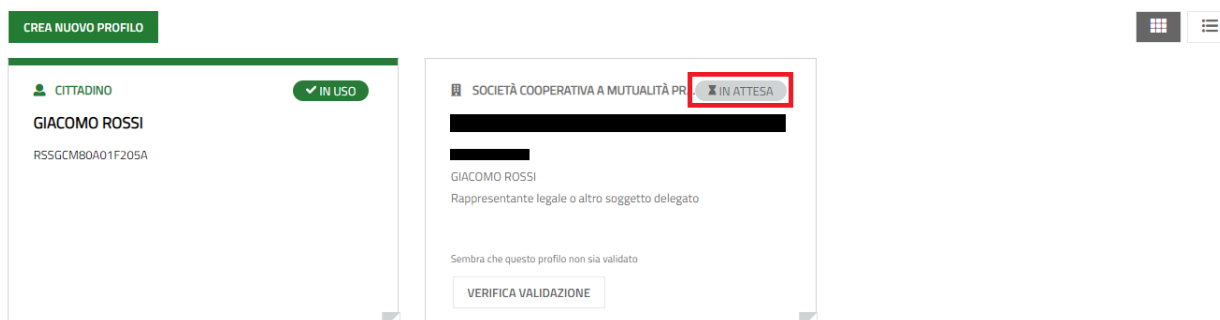 CREA NUOVO PROFILO
CITTADINO
IN USO
GIACOMO ROSSI
RSSGCM80A01F205A
SOCIETÀ COOPERATIVA A MUTUALITÀ PR...
IN ATTESA
GIACOMO ROSSI
Rappresentante legale o altro soggetto delegato
Sembra che questo profilo non sia validato
VERIFICA VALIDAZIONE